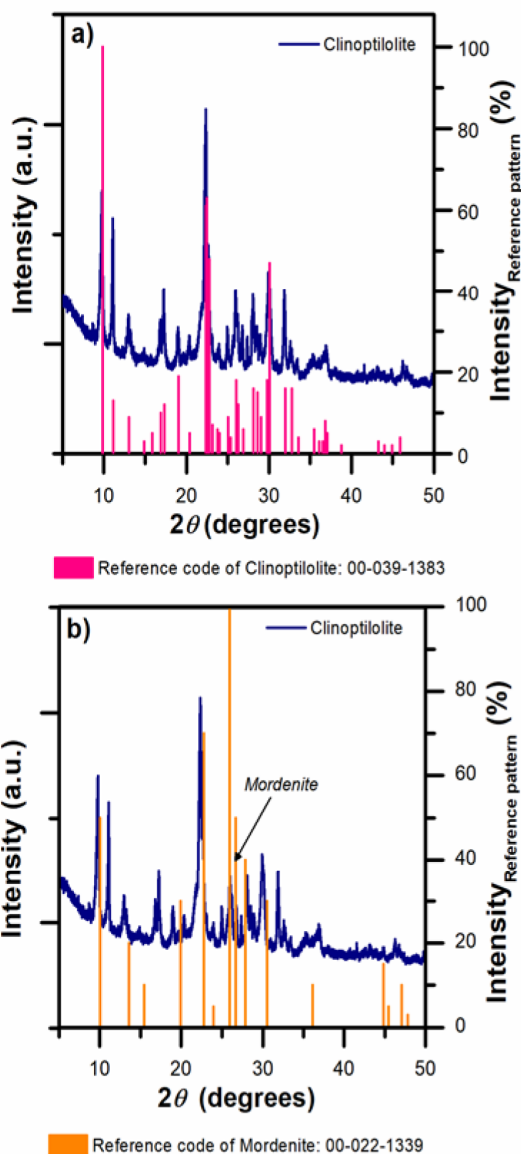 a)
Clinoptilolite
Intensity (a.u.)
Intensity Reference pattern (%)
100
80
60
40
20
0
10 20 30 40 50
2θ (degrees)
Reference code of Clinoptilolite: 00-039-1383
b)
Clinoptilolite
Mordenite
Intensity (a.u.)
Intensity Reference pattern (%)
100
80
60
40
20
0
10 20 30 40 50
2θ (degrees)
Reference code of Mordenite: 00-022-1339